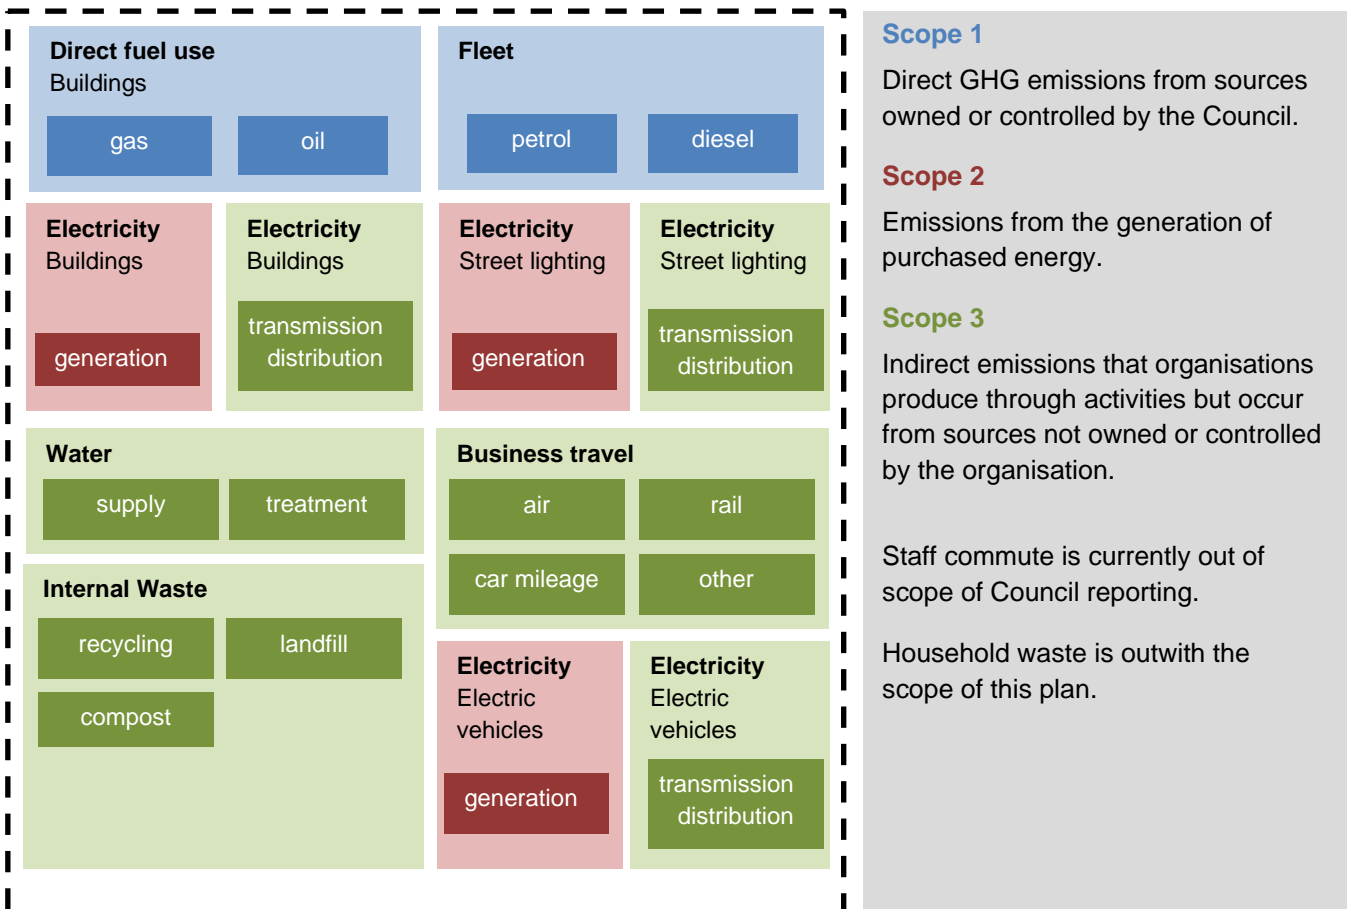 Direct fuel use
Buildings
gas
oil
Fleet
petrol
diesel
Electricity
Buildings
generation
Electricity
Buildings
transmission
distribution
Electricity
Street lighting
generation
Electricity
Street lighting
transmission
distribution
Water
supply
treatment
Business travel
air
rail
car mileage
other
Internal Waste
recycling
landfill
compost
Electricity
Electric
vehicles
generation
Electricity
Electric
vehicles
transmission
distribution
Scope 1
Direct GHG emissions from sources
owned or controlled by the Council.
Scope 2
Emissions from the generation of
purchased energy.
Scope 3
Indirect emissions that organisations
produce through activities but occur
from sources not owned or controlled
by the organisation.
Staff commute is currently out of
scope of Council reporting.
Household waste is outwith the
scope of this plan.